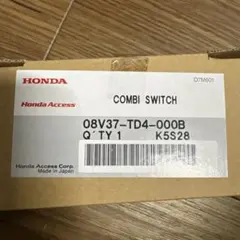 HONDA
COMBI SWITCH
Honda Access
08V37-TD4-000B
Q'TY 1 K5S28
Honda Access Corp.
Made in Japan